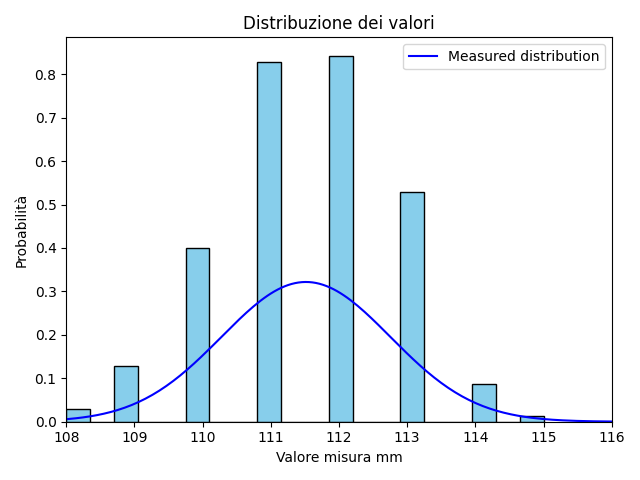 Distribuzione dei valori
Measured distribution
Probabilità
0.8
0.7
0.6
0.5
0.4
0.3
0.2
0.1
0.0
108 109 110 111 112 113 114 115 116
Valore misura mm